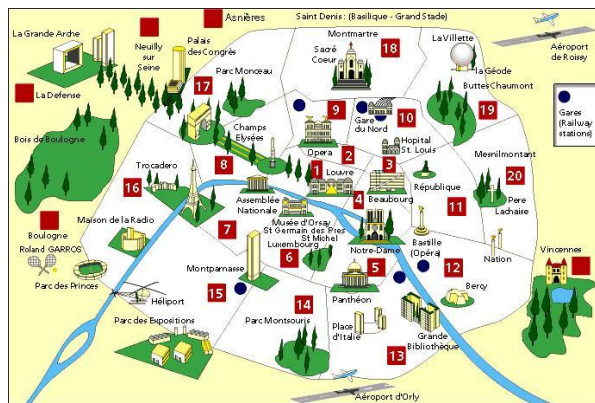 Asnières
Saint Denis : (Basilique - Grand Stade)
La Grande Arche
Neuilly
sur
Seine
Palais
des
Congrès
Montmartre
Sacré
Coeur
18
La Villette
la Géode
Aéroport
de Roissy
La Defense
17
Parc Monceau
9
Gare
du Nord
10
Buttes Chaumont
19
Gares
(Railway
stations)
Bois de Boulogne
Champs
Elysées
Opera
2
Hopital
St. Louis
Mesnilmontant
Trocadero
8
1
Louvre
3
Beaubourg
République
20
Pere
Lachaise
16
Assemblée
Nationale
4
11
Musée d'Orsay
St Germain des Pres
St Michel
Maison de la Radio
7
Luxembourg
6
Notre-Dame
Bastille
(Opéra)
Nation
Boulogne
Roland GARROS
Parc des Princes
Montparnasse
5
12
Vincennes
Héliport
15
Panthéon
Bercy
14
Parc des Expositions
Parc Montsouris
Place
d'Italie
Grande
Bibliothèque
13
Aéroport d'Orly